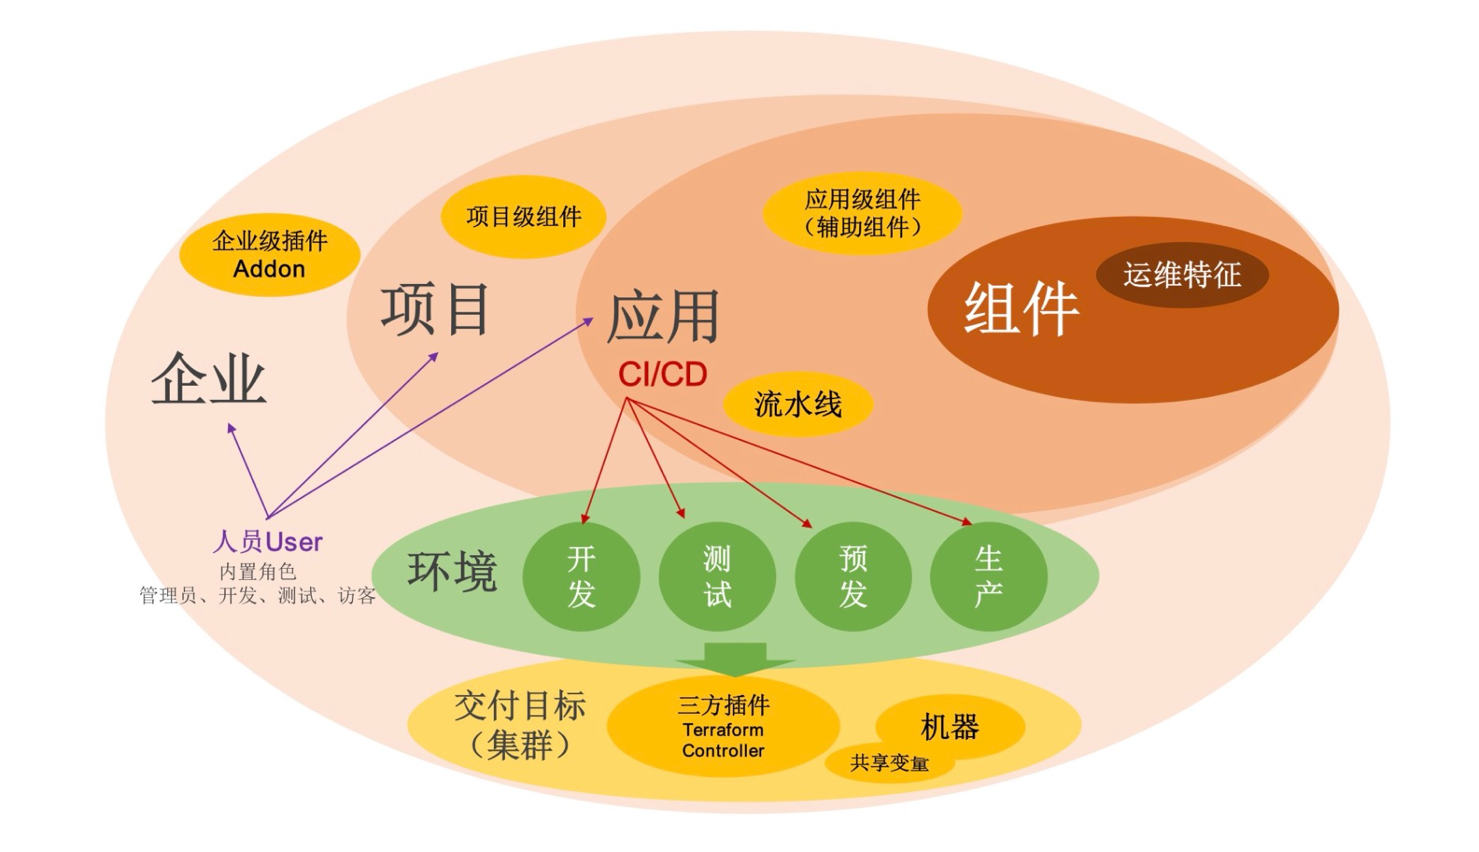 企业级插件
Addon
项目级组件
应用级组件
（辅助组件）
运维特征
组件
项目
应用
企业
CI/CD
流水线
人员User
内置角色
管理员、开发、测试、访客
环境
开
发
测
试
预
发
生
产
交付目标
（集群）
三方插件
Terraform
Controller
机器
共享变量